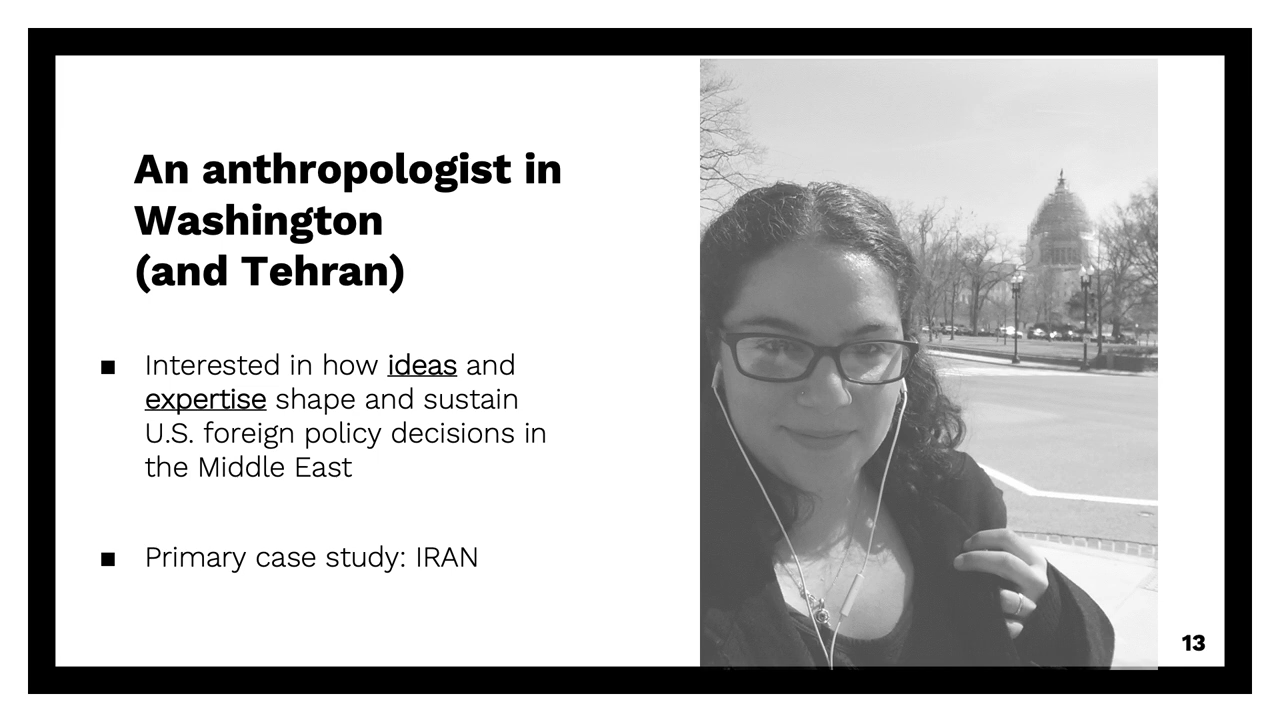 An anthropologist in
Washington
(and Tehran)
■ Interested in how ideas and
expertise shape and sustain
U.S. foreign policy decisions in
the Middle East
■ Primary case study: IRAN
13